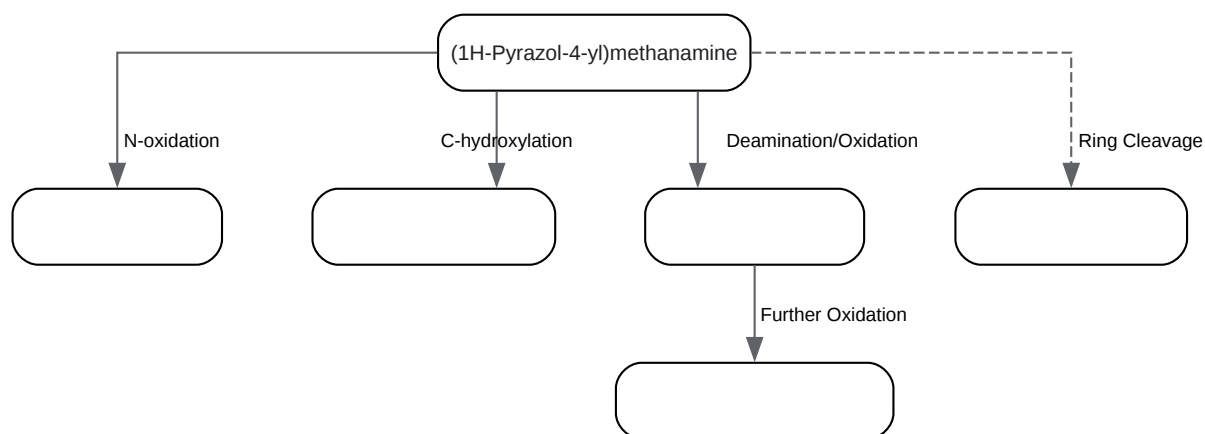 (1H-Pyrazol-4-yl)methanamine
N-oxidation
C-hydroxylation
Deamination/Oxidation
Ring Cleavage
Further Oxidation